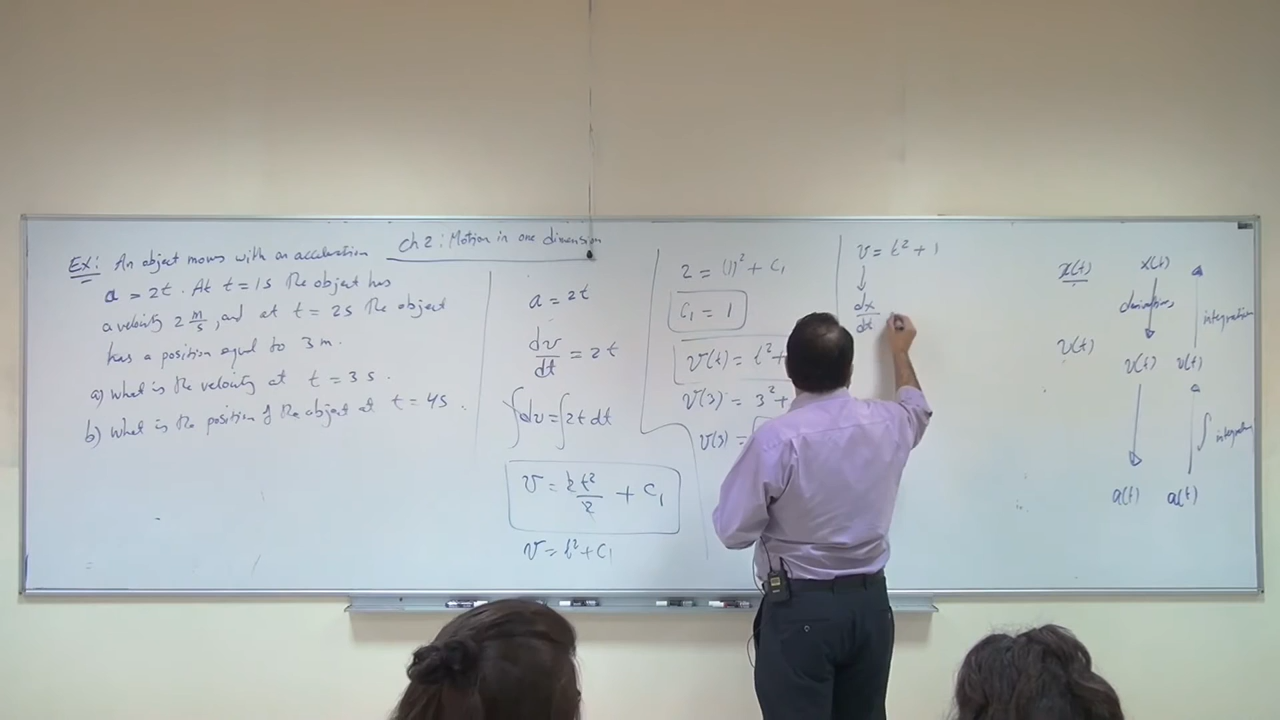 Ch 2: Motion in one dimension
Ex: An object moves with an acceleration
a = 2t. At t = 1s the object has
a velocity 2 m/s, and at t = 2s the object
has a position equal to 3 m.
a) What is the velocity at t = 3 s.
b) What is the position of the object at t = 4s.
a = 2t
dv/dt = 2t
∫dv = ∫2t dt
v = 2t²/2 + C₁
v = t² + C₁
2 = (1)² + C₁
C₁ = 1
v(t) = t² +
v(3) = 3² +
v(3) =
v = t² + 1
↓
dx/dt
x(t)
v(t)
x(t)
derivations
v(t)
a(t)
integration
v(t)
∫
a(t)